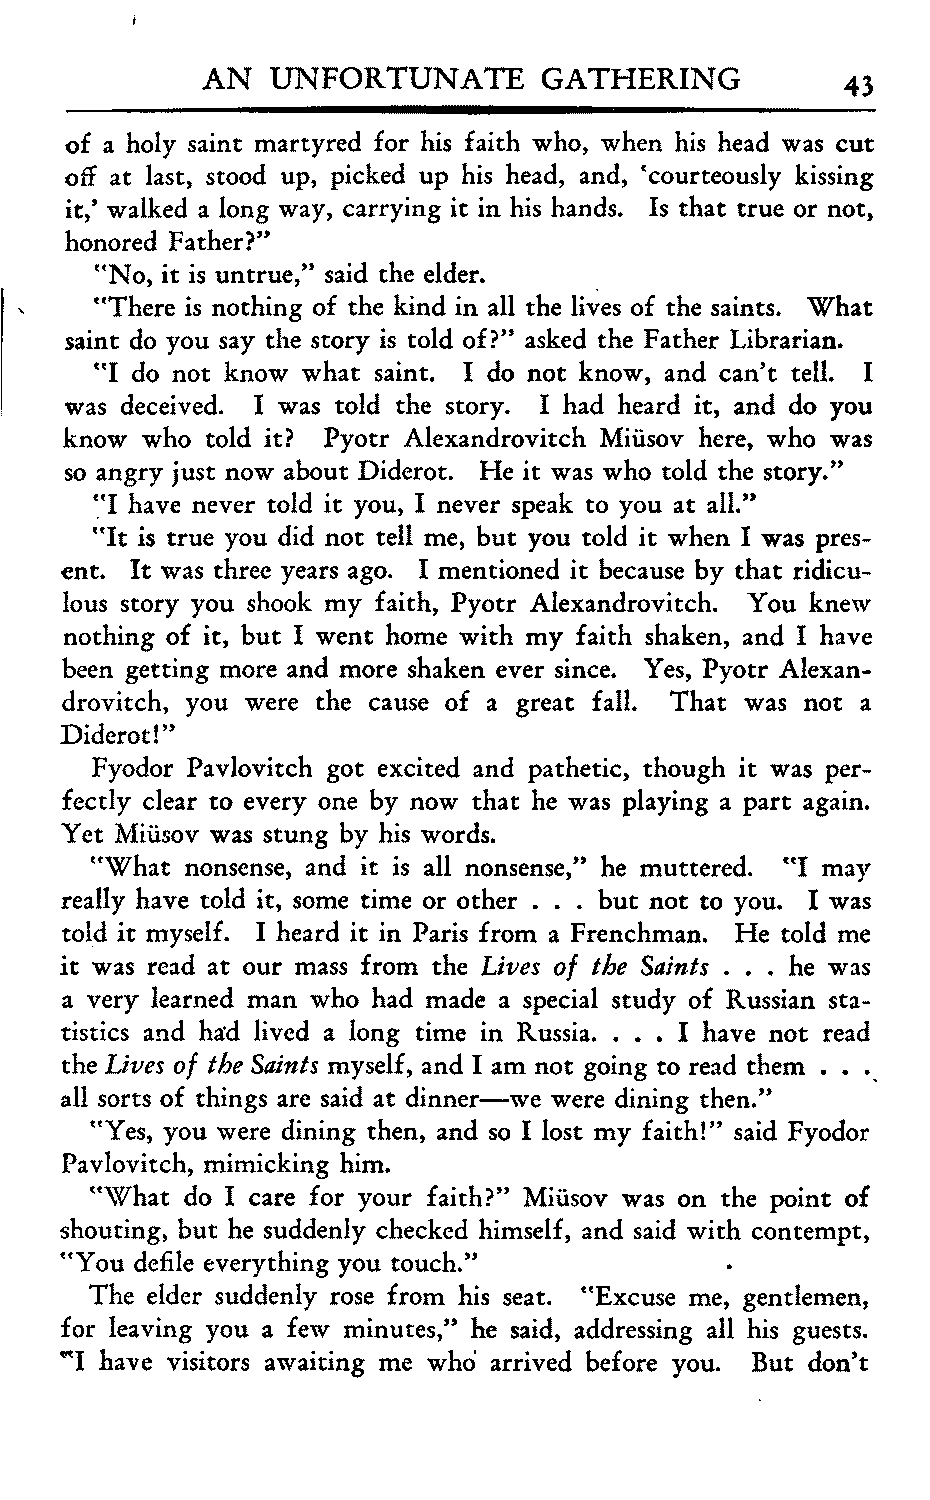 AN UNFORTUNATE GATHERING 43
of a holy saint martyred for his faith who, when his head was cut
off at last, stood up, picked up his head, and, 'courteously kissing
it,' walked a long way, carrying it in his hands. Is that true or not,
honored Father?"
"No, it is untrue," said the elder.
"There is nothing of the kind in all the lives of the saints. What
saint do you say the story is told of?" asked the Father Librarian.
"I do not know what saint. I do not know, and can't tell. I
was deceived. I was told the story. I had heard it, and do you
know who told it? Pyotr Alexandrovitch Miüsov here, who was
so angry just now about Diderot. He it was who told the story."
"I have never told it you, I never speak to you at all."
"It is true you did not tell me, but you told it when I was pres-
ent. It was three years ago. I mentioned it because by that ridicu-
lous story you shook my faith, Pyotr Alexandrovitch. You knew
nothing of it, but I went home with my faith shaken, and I have
been getting more and more shaken ever since. Yes, Pyotr Alexan-
drovitch, you were the cause of a great fall. That was not a
Diderot!"
Fyodor Pavlovitch got excited and pathetic, though it was per-
fectly clear to every one by now that he was playing a part again.
Yet Miüsov was stung by his words.
"What nonsense, and it is all nonsense," he muttered. "I may
really have told it, some time or other . . . but not to you. I was
told it myself. I heard it in Paris from a Frenchman. He told me
it was read at our mass from the Lives of the Saints . . . he was
a very learned man who had made a special study of Russian sta-
tistics and had lived a long time in Russia. . . . I have not read
the Lives of the Saints myself, and I am not going to read them . . .
all sorts of things are said at dinner—we were dining then."
"Yes, you were dining then, and so I lost my faith!" said Fyodor
Pavlovitch, mimicking him.
"What do I care for your faith?" Miüsov was on the point of
shouting, but he suddenly checked himself, and said with contempt,
"You defile everything you touch."
The elder suddenly rose from his seat. "Excuse me, gentlemen,
for leaving you a few minutes," he said, addressing all his guests.
"I have visitors awaiting me who arrived before you. But don't